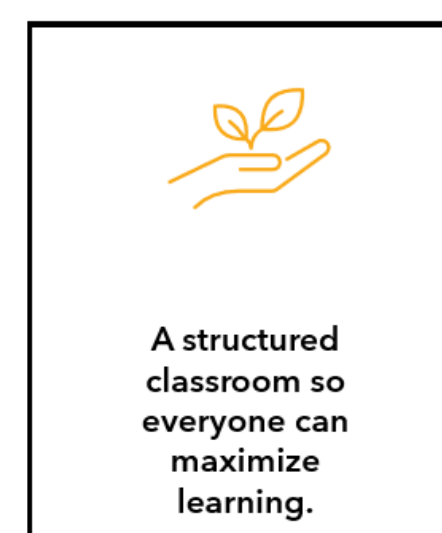 A structured
classroom so
everyone can
maximize
learning.